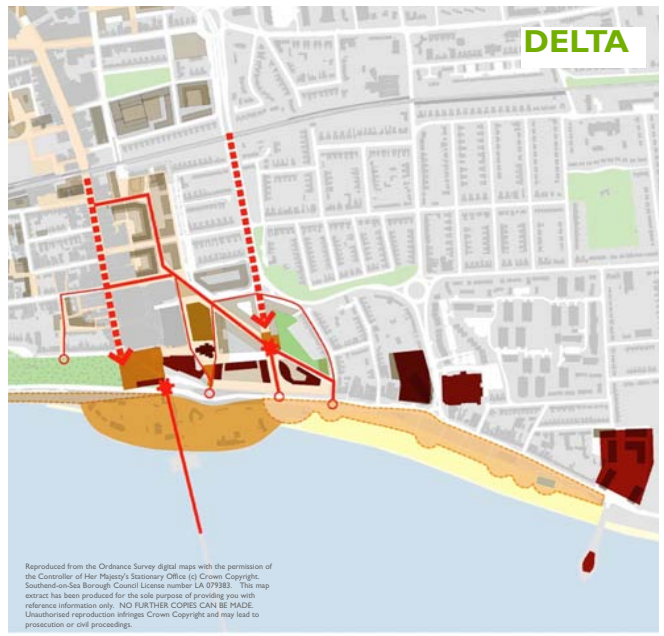 DELTA
Reproduced from the Ordnance Survey digital maps with the permission of
the Controller of Her Majesty's Stationary Office (c) Crown Copyright.
Southend-on-Sea Borough Council License number LA 079383. This map
extract has been produced for the sole purpose of providing you with
reference information only. NO FURTHER COPIES CAN BE MADE.
Unauthorised reproduction infringes Crown Copyright and may lead to
prosecution or civil proceedings.